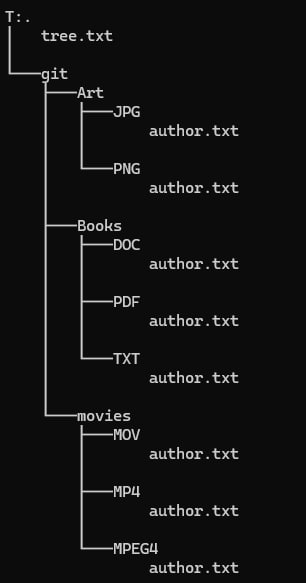 T:.
tree.txt
git
Art
JPG
author.txt
PNG
author.txt
Books
DOC
author.txt
PDF
author.txt
TXT
author.txt
movies
MOV
author.txt
MP4
author.txt
MPEG4
author.txt